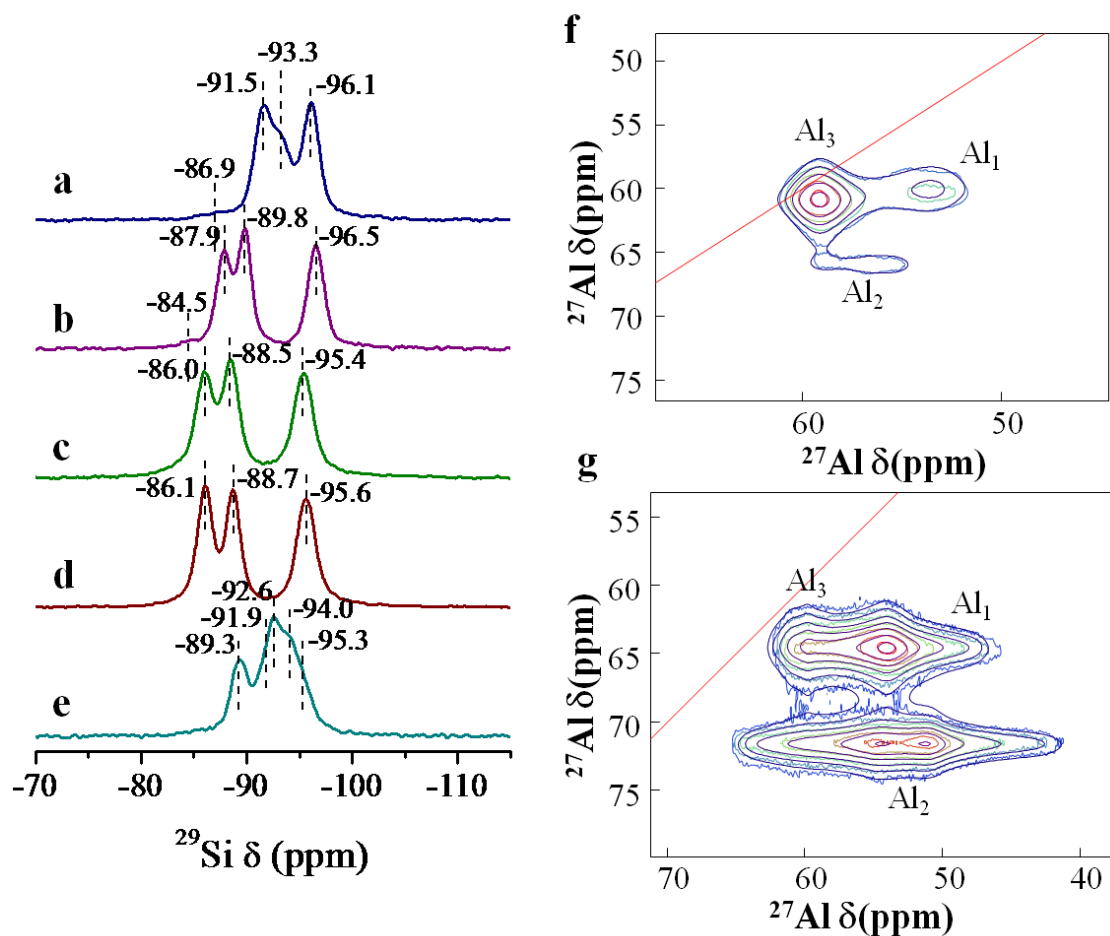 -93.3
-91.5
-96.1
-86.9
a
-87.9
-89.8
-96.5
-84.5
b
-86.0
-88.5
-95.4
c
-86.1
-88.7
-95.6
d
-92.6
-91.9
-94.0
-89.3
-95.3
e
-70 -80 -90 -100 -110
²⁹Si δ (ppm)
f
50
55
60
65
70
75
Al₃
Al₁
Al₂
²⁷Al δ(ppm)
60 50
²⁷Al δ(ppm)
g
55
60
65
70
75
Al₃
Al₁
Al₂
²⁷Al δ(ppm)
70 60 50 40
²⁷Al δ(ppm)